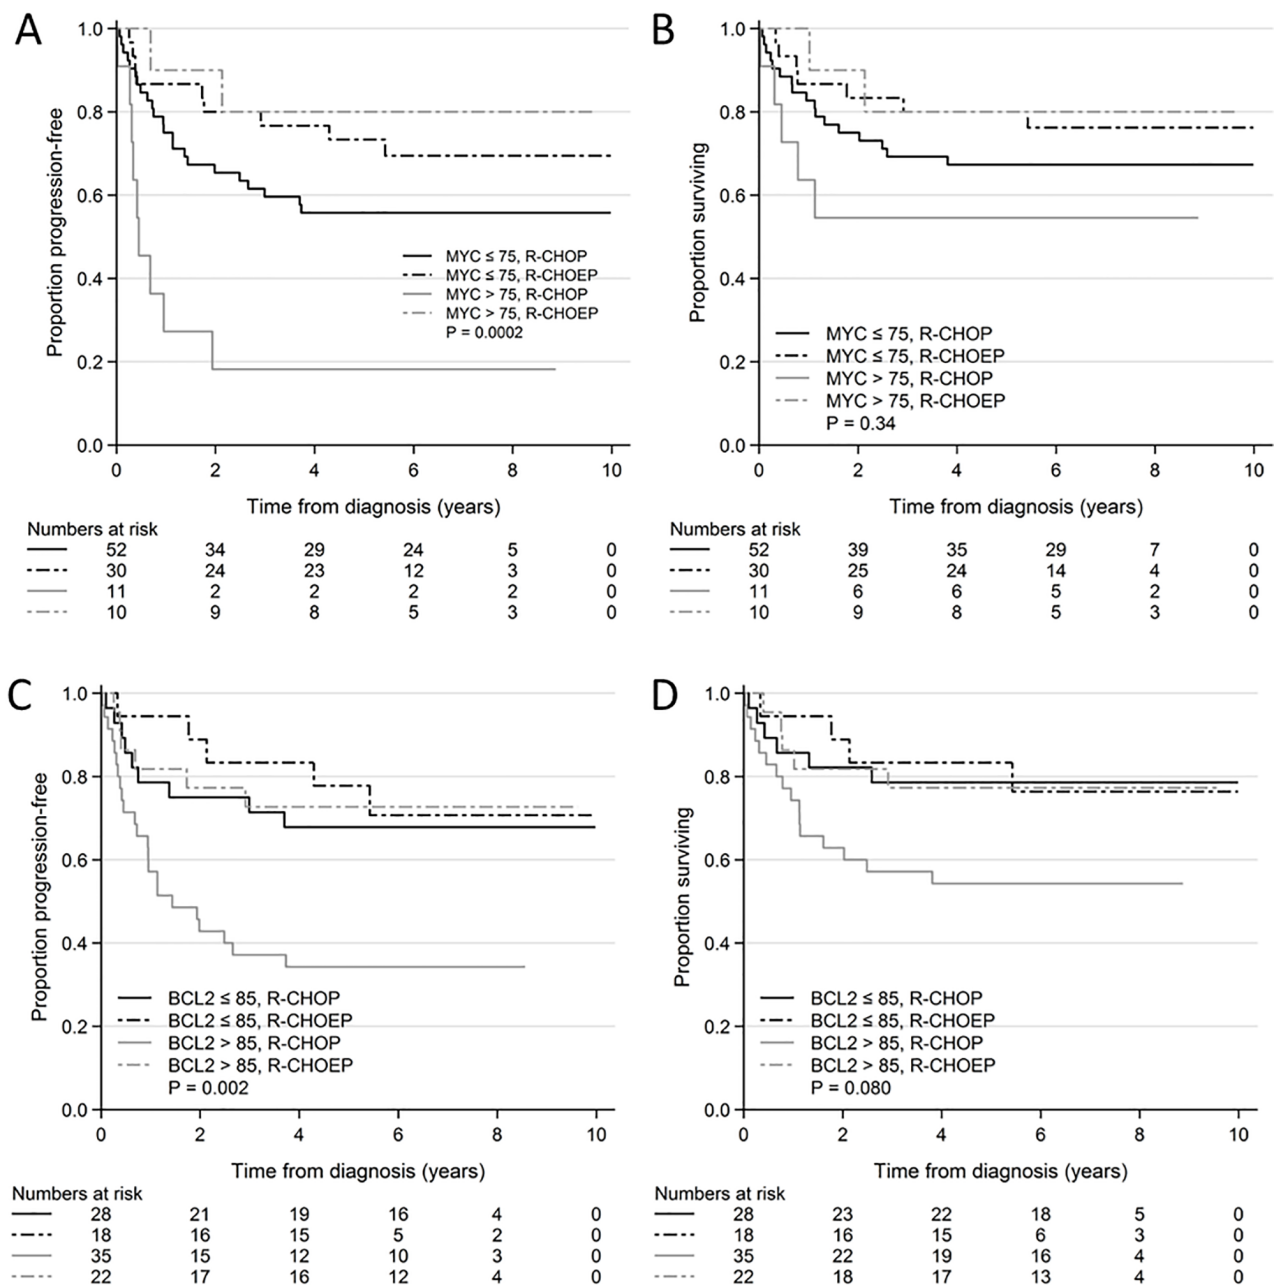 A
1.0
0.8
0.6
0.4
0.2
0.0
Proportion progression-free
MYC ≤ 75, R-CHOP
MYC ≤ 75, R-CHOEP
MYC > 75, R-CHOP
MYC > 75, R-CHOEP
P = 0.0002
0 2 4 6 8 10
Time from diagnosis (years)
Numbers at risk
52 34 29 24 5 0
30 24 23 12 3 0
11 2 2 2 2 0
10 9 8 5 3 0
B
1.0
0.8
0.6
0.4
0.2
0.0
Proportion surviving
MYC ≤ 75, R-CHOP
MYC ≤ 75, R-CHOEP
MYC > 75, R-CHOP
MYC > 75, R-CHOEP
P = 0.34
0 2 4 6 8 10
Time from diagnosis (years)
Numbers at risk
52 39 35 29 7 0
30 25 24 14 4 0
11 6 6 5 2 0
10 9 8 5 3 0
C
1.0
0.8
0.6
0.4
0.2
0.0
Proportion progression-free
BCL2 ≤ 85, R-CHOP
BCL2 ≤ 85, R-CHOEP
BCL2 > 85, R-CHOP
BCL2 > 85, R-CHOEP
P = 0.002
0 2 4 6 8 10
Time from diagnosis (years)
Numbers at risk
28 21 19 16 4 0
18 16 15 5 2 0
35 15 12 10 3 0
22 17 16 12 4 0
D
1.0
0.8
0.6
0.4
0.2
0.0
Proportion surviving
BCL2 ≤ 85, R-CHOP
BCL2 ≤ 85, R-CHOEP
BCL2 > 85, R-CHOP
BCL2 > 85, R-CHOEP
P = 0.080
0 2 4 6 8 10
Time from diagnosis (years)
Numbers at risk
28 23 22 18 5 0
18 16 15 6 3 0
35 22 19 16 4 0
22 18 17 13 4 0